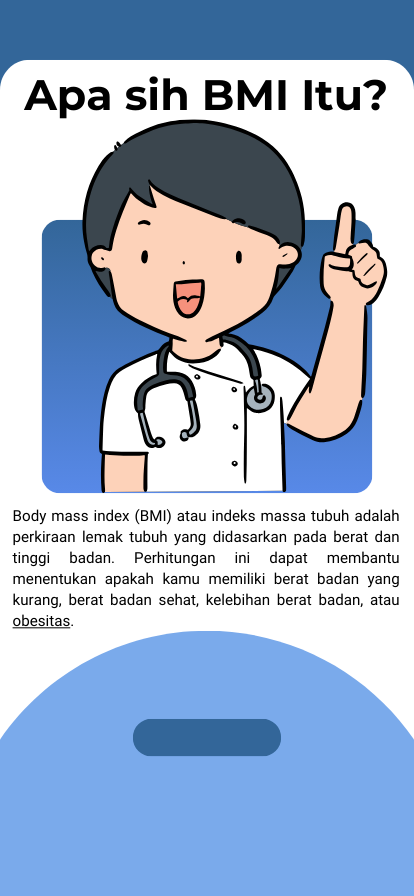 Apa sih BMI Itu?
Body mass index (BMI) atau indeks massa tubuh adalah
perkiraan lemak tubuh yang didasarkan pada berat dan
tinggi badan. Perhitungan ini dapat membantu
menentukan apakah kamu memiliki berat badan yang
kurang, berat badan sehat, kelebihan berat badan, atau
obesitas.